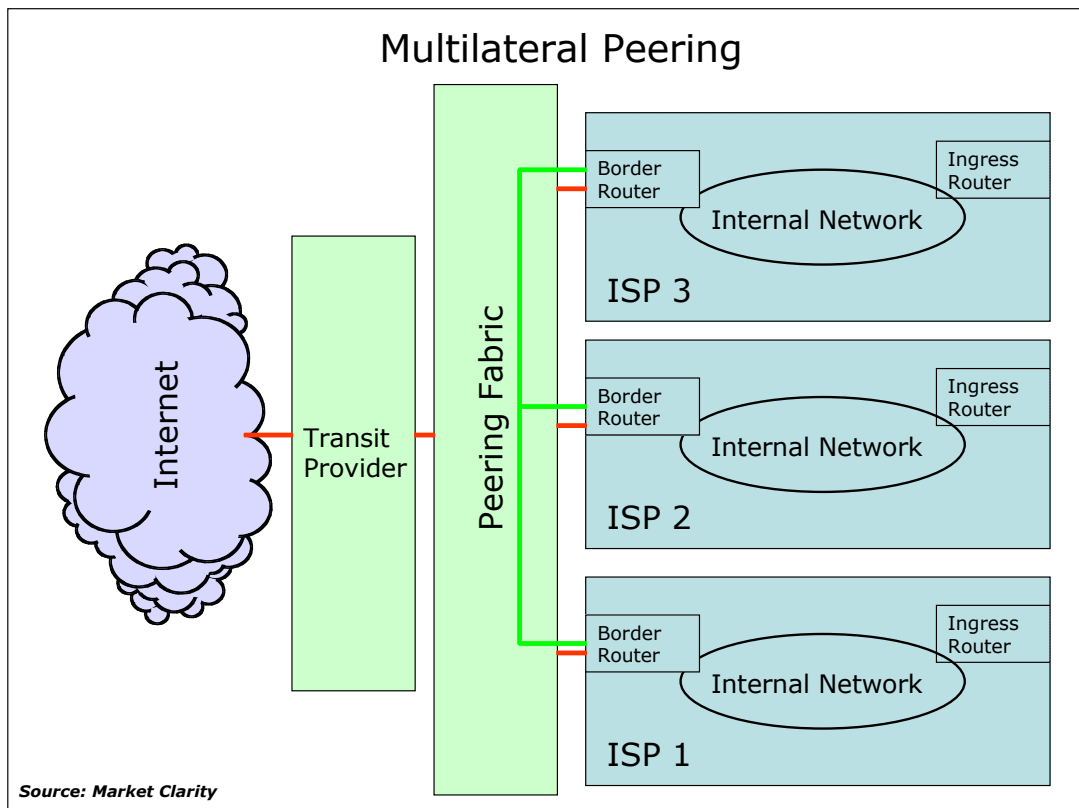 Multilateral Peering
Border
Router
Ingress
Router
Internal Network
ISP 3
Border
Router
Ingress
Router
Internal Network
ISP 2
Border
Router
Ingress
Router
Internal Network
ISP 1
Internet
Transit
Provider
Peering Fabric
Source: Market Clarity